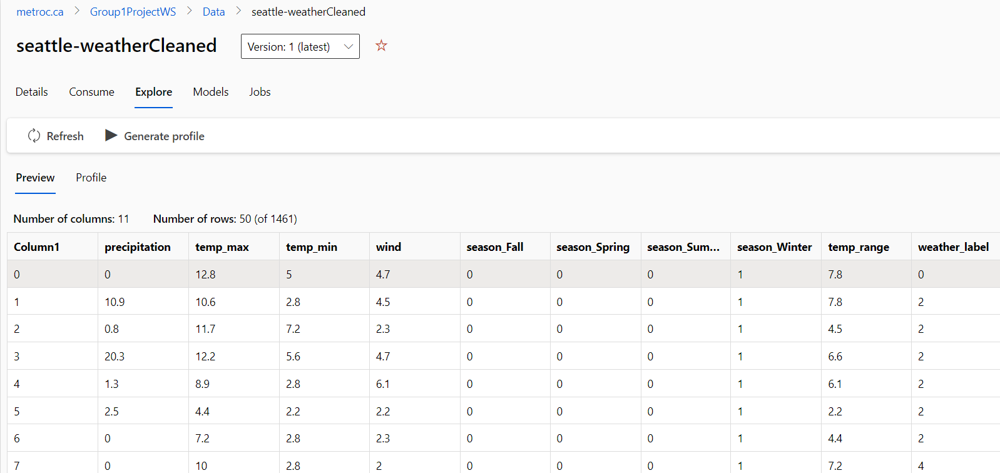 metroc.ca > Group1ProjectWS > Data > seattle-weatherCleaned
seattle-weatherCleaned Version: 1 (latest)
Details Consume Explore Models Jobs
Refresh Generate profile
Preview Profile
Number of columns: 11 Number of rows: 50 (of 1461)
Column1 precipitation temp_max temp_min wind season_Fall season_Spring season_Sum... season_Winter temp_range weather_label
0 0 12.8 5 4.7 0 0 0 1 7.8 0
1 10.9 10.6 2.8 4.5 0 0 0 1 7.8 2
2 0.8 11.7 7.2 2.3 0 0 0 1 4.5 2
3 20.3 12.2 5.6 4.7 0 0 0 1 6.6 2
4 1.3 8.9 2.8 6.1 0 0 0 1 6.1 2
5 2.5 4.4 2.2 2.2 0 0 0 1 2.2 2
6 0 7.2 2.8 2.3 0 0 0 1 4.4 2
7 0 10 2.8 2 0 0 0 1 7.2 4